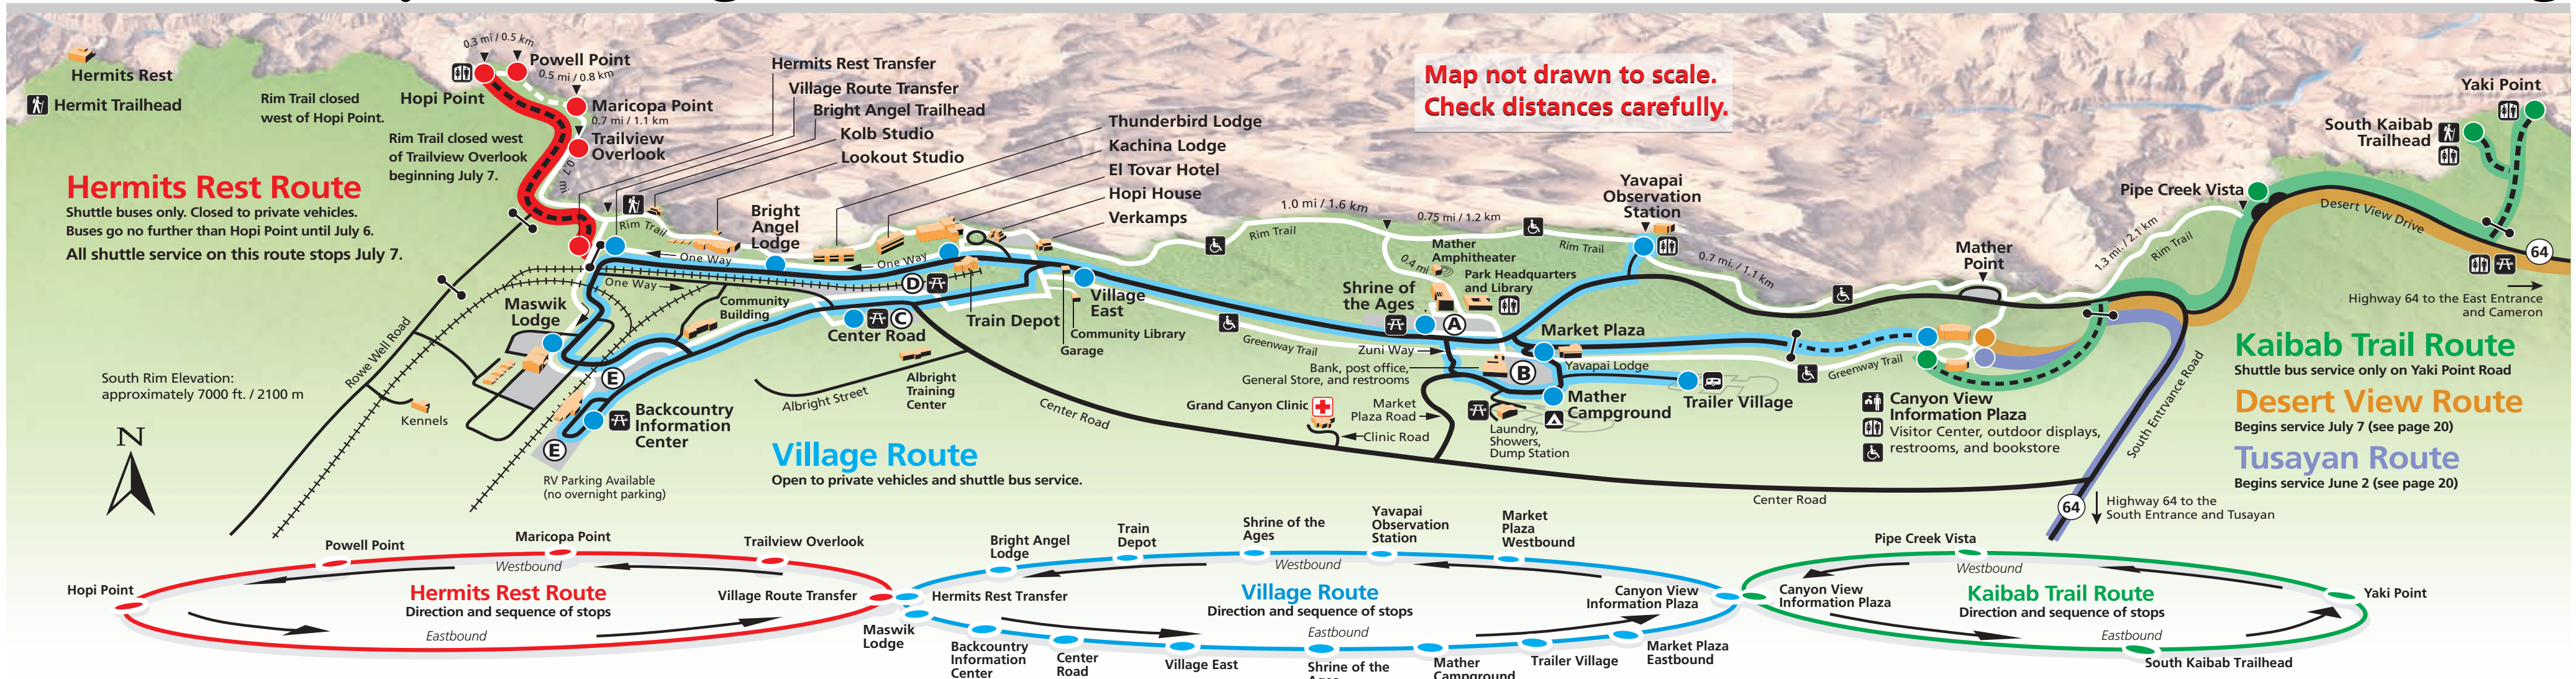 Hermits Rest
Hermit Trailhead
0.3 mi / 0.5 km
Powell Point
0.5 mi / 0.8 km
Hopi Point
Rim Trail closed
west of Hopi Point.
Maricopa Point
0.7 mi / 1.1 km
Trailview
Overlook
0.7 mi
Rim Trail closed west
of Trailview Overlook
beginning July 7.
Hermits Rest Route
Shuttle buses only. Closed to private vehicles.
Buses go no further than Hopi Point until July 6.
All shuttle service on this route stops July 7.
Hermits Rest Transfer
Village Route Transfer
Bright Angel Trailhead
Kolb Studio
Lookout Studio
Thunderbird Lodge
Kachina Lodge
El Tovar Hotel
Hopi House
Verkamps
Map not drawn to scale.
Check distances carefully.
Yaki Point
South Kaibab
Trailhead
Pipe Creek Vista
Desert View Drive
64
Highway 64 to the East Entrance
and Cameron
Yavapai
Observation
Station
1.0 mi / 1.6 km
0.75 mi / 1.2 km
Rim Trail
Rim Trail
0.7 mi. / 1.1 km
Mather
Point
1.3 mi. / 2.1 km
Rim Trail
Rim Trail
Bright
Angel
Lodge
One Way
One Way
One Way
D
Mather
Amphitheater
0.4 mi
Park Headquarters
and Library
Shrine of
the Ages
A
Maswik
Lodge
Community
Building
Center Road
C
Train Depot
Village
East
Community Library
Garage
Greenway Trail
Zuni Way
Market Plaza
Bank, post office,
General Store, and restrooms
B
Yavapai Lodge
Greenway Trail
Rowe Well Road
South Rim Elevation:
approximately 7000 ft. / 2100 m
Kennels
N
E
E
Backcountry
Information
Center
RV Parking Available
(no overnight parking)
Albright Street
Albright
Training
Center
Center Road
Village Route
Open to private vehicles and shuttle bus service.
Grand Canyon Clinic
Market
Plaza Road
Clinic Road
Laundry,
Showers,
Dump Station
Mather
Campground
Trailer Village
Canyon View
Information Plaza
Visitor Center, outdoor displays,
restrooms, and bookstore
South Entrance Road
Center Road
64
Highway 64 to the
South Entrance and Tusayan
Kaibab Trail Route
Shuttle bus service only on Yaki Point Road
Desert View Route
Begins service July 7 (see page 20)
Tusayan Route
Begins service June 2 (see page 20)
Hopi Point
Powell Point
Maricopa Point
Trailview Overlook
Westbound
Hermits Rest Route
Direction and sequence of stops
Village Route Transfer
Eastbound
Bright Angel
Lodge
Train
Depot
Shrine of the
Ages
Yavapai
Observation
Station
Market
Plaza
Westbound
Westbound
Hermits Rest Transfer
Village Route
Direction and sequence of stops
Canyon View
Information Plaza
Eastbound
Maswik
Lodge
Backcountry
Information
Center
Center
Road
Village East
Shrine of the
Mather
Campground
Trailer Village
Market Plaza
Eastbound
Pipe Creek Vista
Westbound
Canyon View
Information Plaza
Kaibab Trail Route
Direction and sequence of stops
Yaki Point
Eastbound
South Kaibab Trailhead